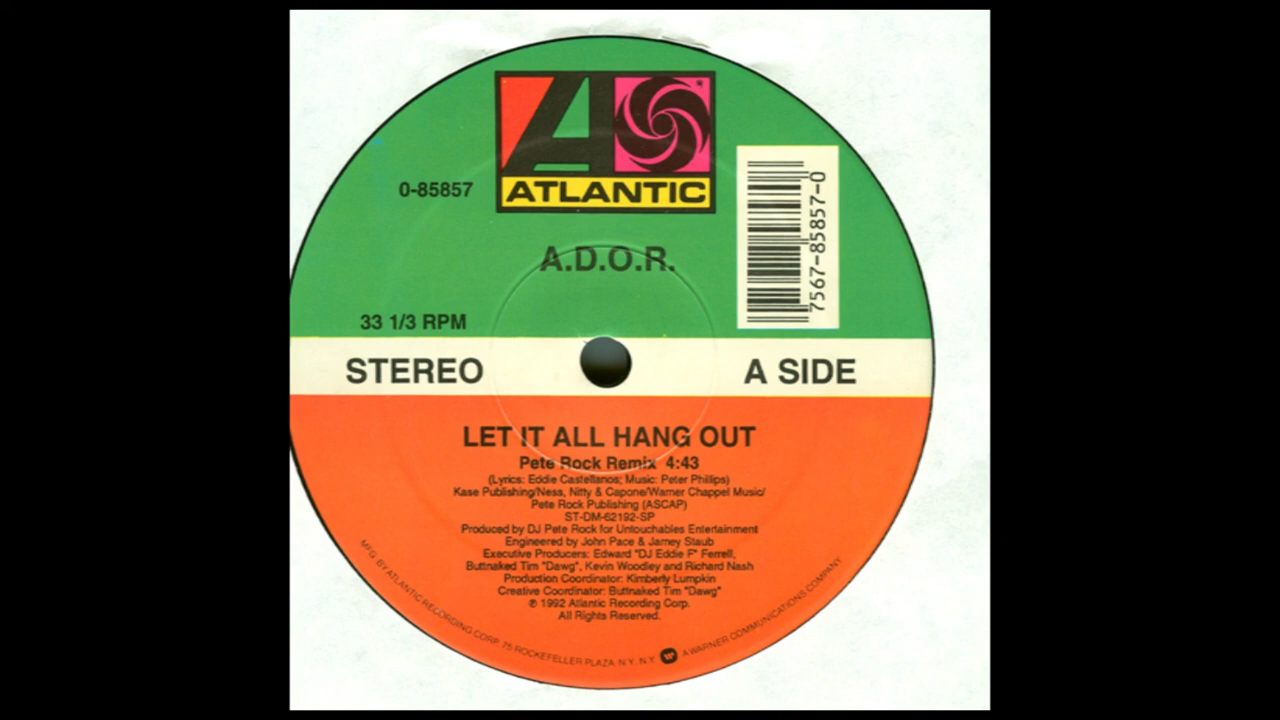 ATLANTIC
0-85857
7567-85857-0
A.D.O.R.
33 1/3 RPM
STEREO
A SIDE
LET IT ALL HANG OUT
Pete Rock Remix 4:43
(Lyrics: Eddie Castellanos; Music: Peter Phillips)
Kase Publishing/Ness, Nitty & Capone/Warner Chappel Music/
Pete Rock Publishing (ASCAP)
ST-DM-62192-SP
Produced by DJ Pete Rock for Untouchables Entertainment
Engineered by John Pace & Jamey Staub
Executive Producers: Edward "DJ Eddie F" Ferrell,
Buttnaked Tim "Dawg", Kevin Woodley and Richard Nash
Production Coordinator: Kimberly Lumpkin
Creative Coordinator: Buttnaked Tim "Dawg"
℗ 1992 Atlantic Recording Corp.
All Rights Reserved.
MFG. BY ATLANTIC RECORDING CORP. 75 ROCKEFELLER PLAZA. N.Y. N.Y. A WARNER COMMUNICATIONS COMPANY